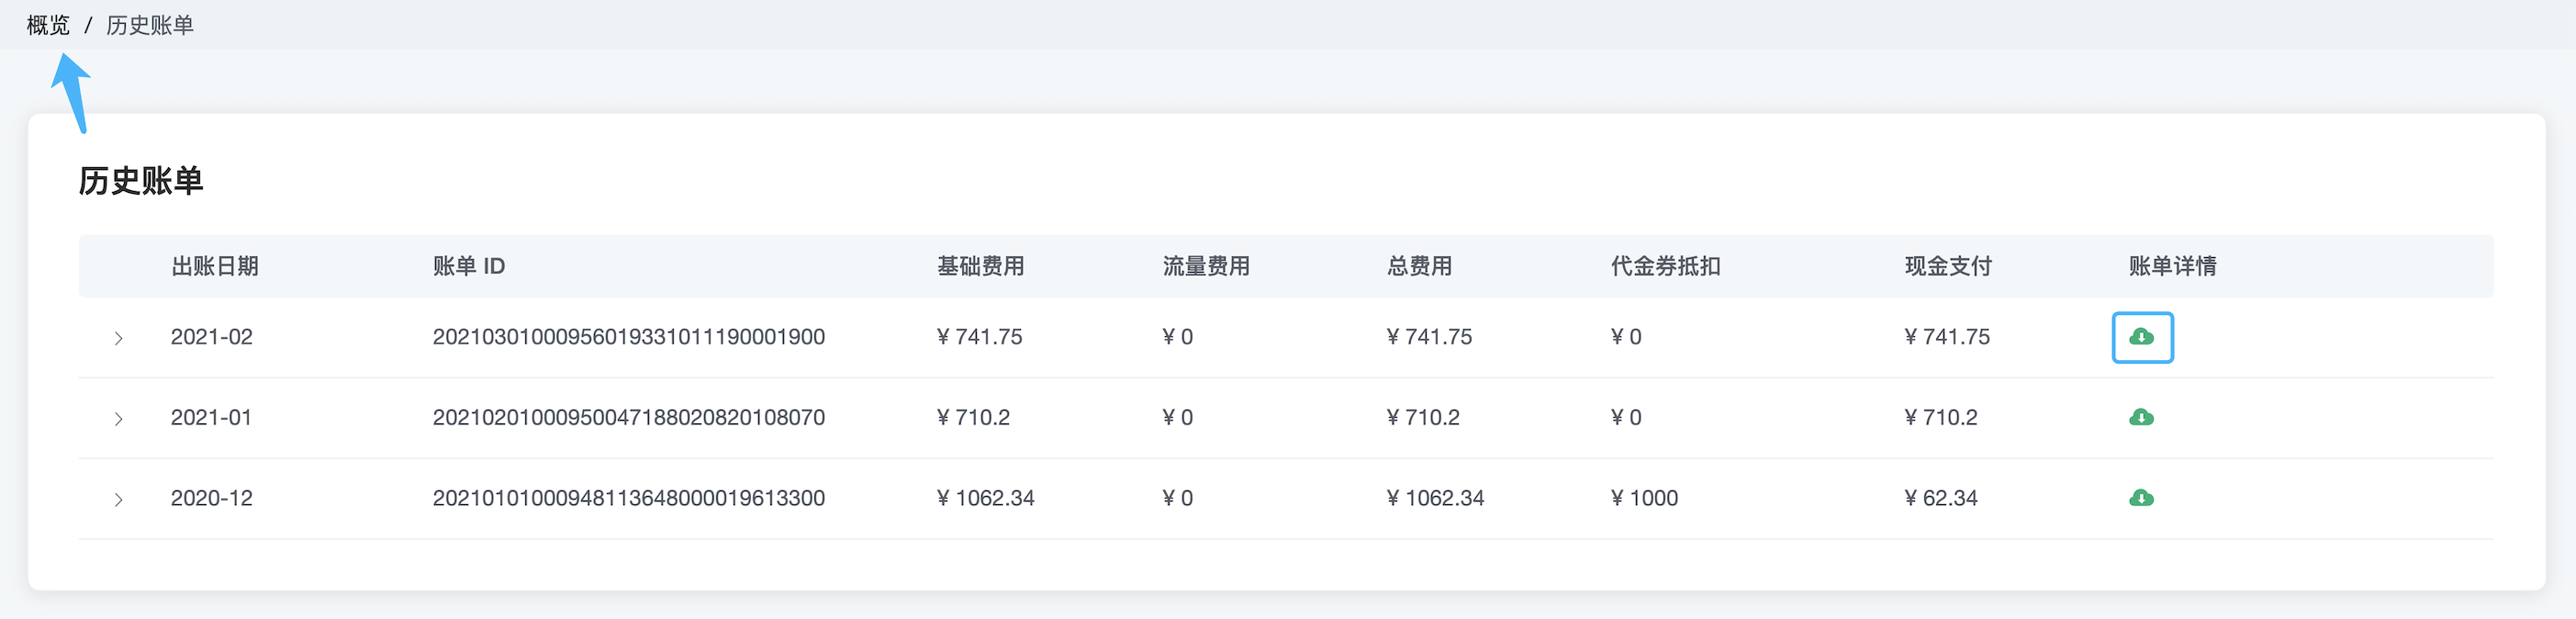 概览 / 历史账单
历史账单
出账日期 账单 ID 基础费用 流量费用 总费用 代金券抵扣 现金支付 账单详情
2021-02 2021030100095601933101119001900 ¥ 741.75 ¥ 0 ¥ 741.75 ¥ 0 ¥ 741.75
2021-01 2021020100095004718802082010807​0 ¥ 710.2 ¥ 0 ¥ 710.2 ¥ 0 ¥ 710.2
2020-12 20210101000948113648000019613300 ¥ 1062.34 ¥ 0 ¥ 1062.34 ¥ 1000 ¥ 62.34